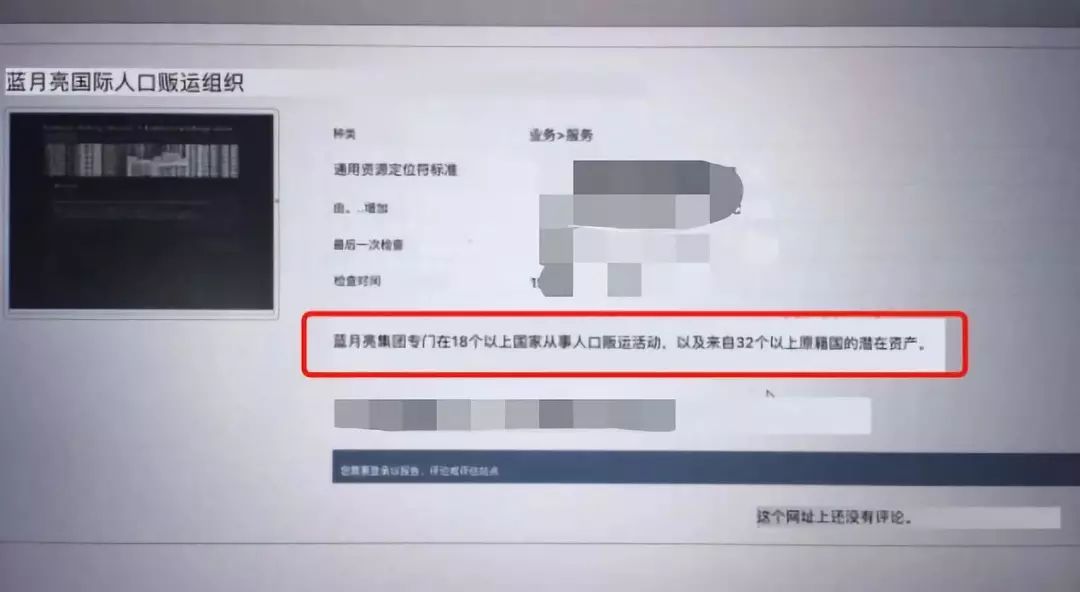 蓝月亮国际人口贩运组织
种类
业务>服务
通用资源定位符标准
由。..增加
最后一次检查
检查时间
蓝月亮集团专门在18个以上国家从事人口贩运活动，以及来自32个以上原籍国的潜在资产。
您需要登录以报告、评论或评估站点
这个网址上还没有评论。